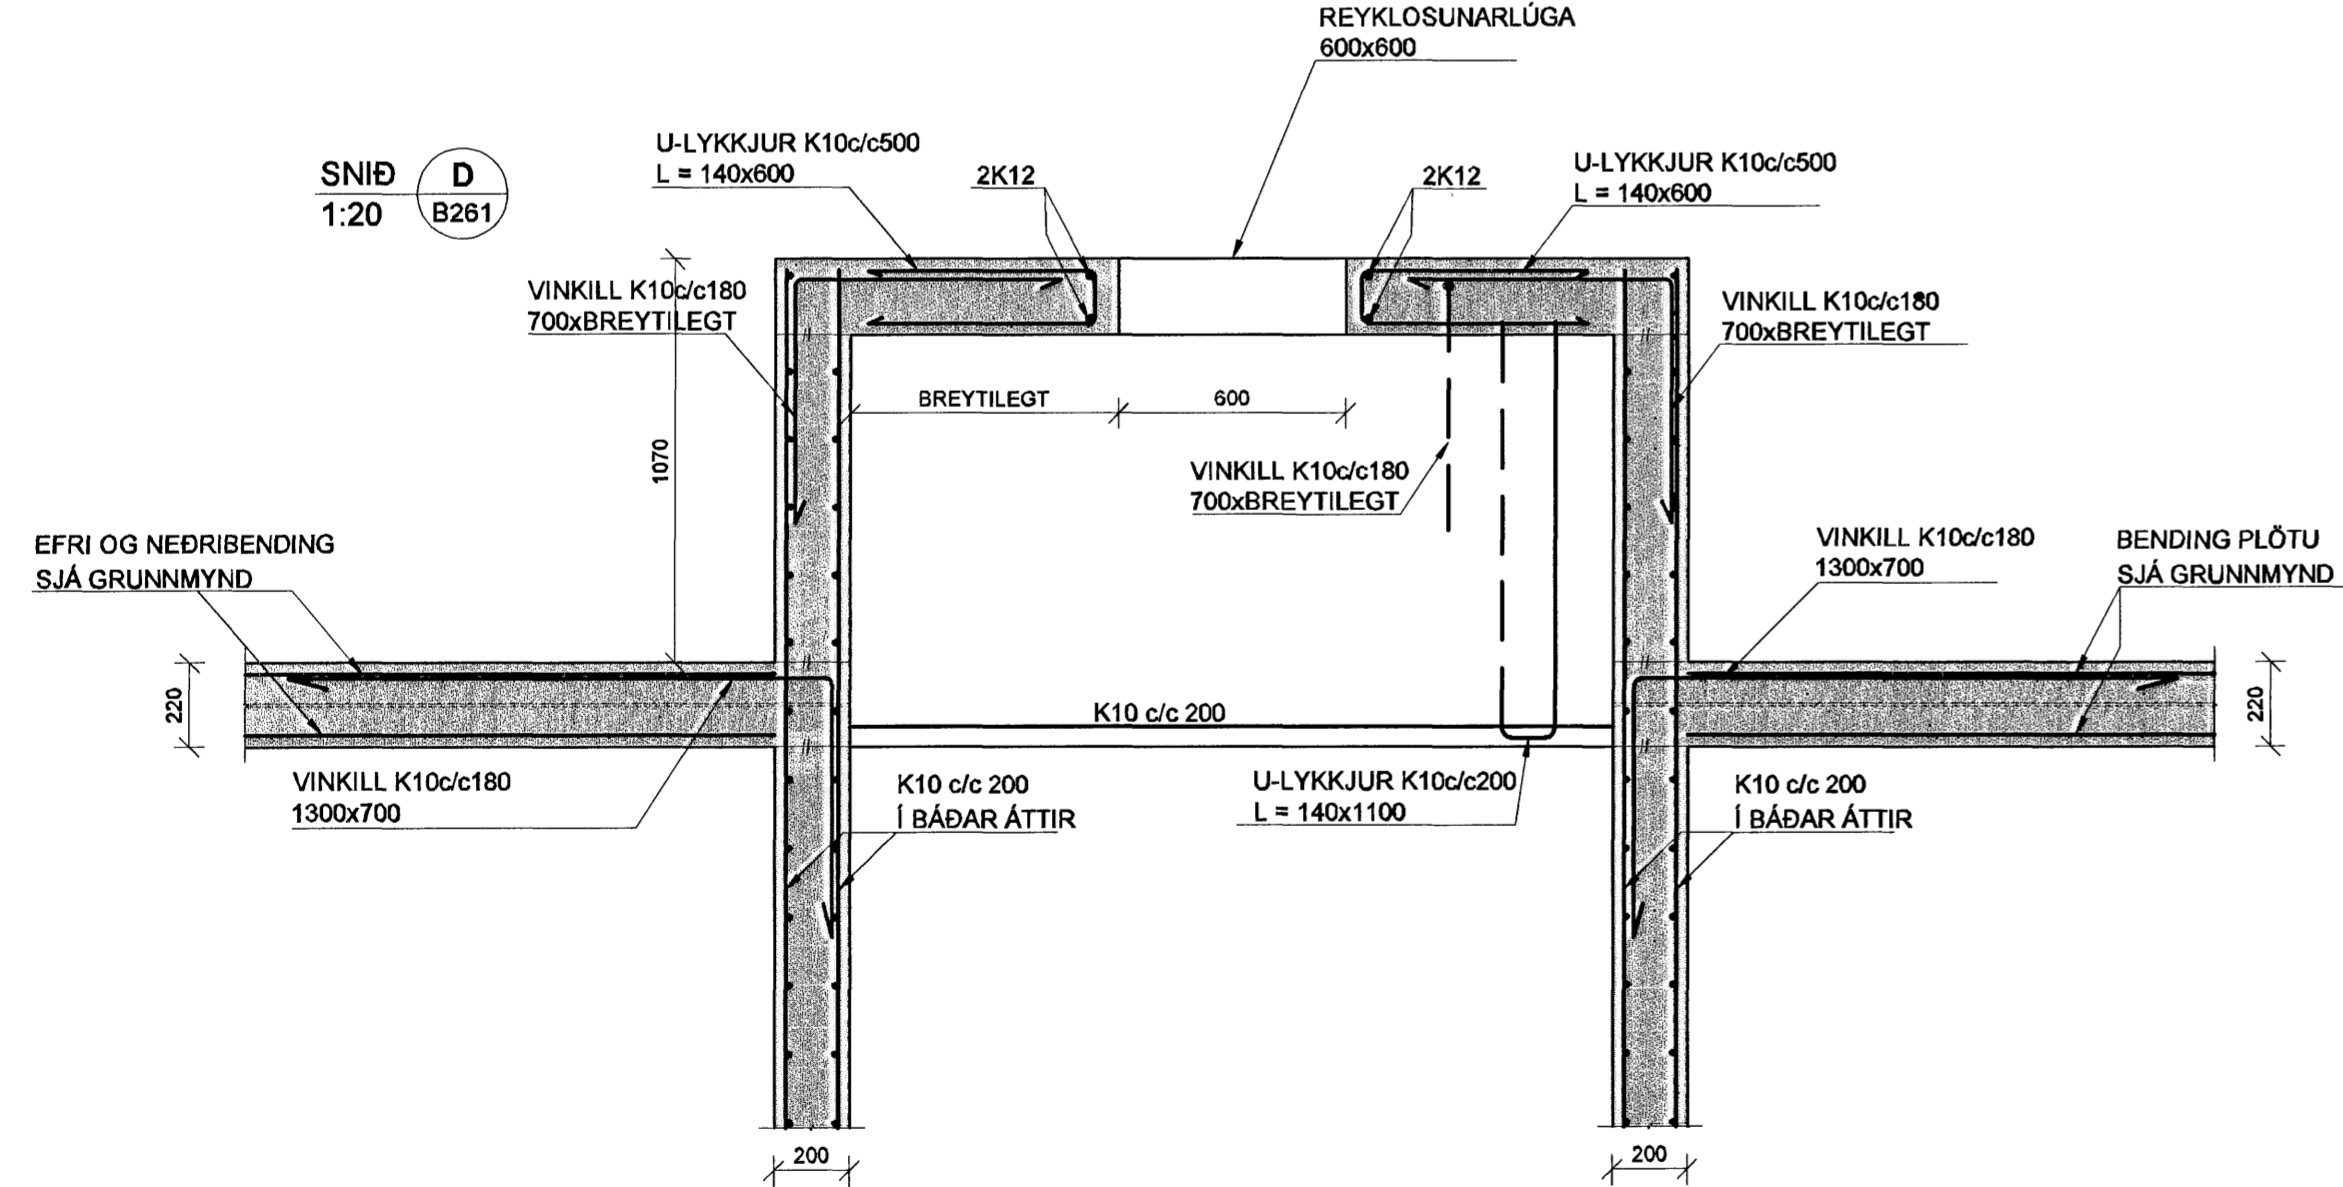 REYKLOSUNARLÚGA
600x600
SNIÐ
1:20
D
B261
U-LYKKJUR K10c/c500
L = 140x600
2K12
2K12
U-LYKKJUR K10c/c500
L = 140x600
VINKILL K10c/c180
700xBREYTILEGT
VINKILL K10c/c180
700xBREYTILEGT
BREYTILEGT
600
1070
VINKILL K10c/c180
700xBREYTILEGT
EFRI OG NEÐRIBENDING
SJÁ GRUNNMYND
VINKILL K10c/c180
1300x700
BENDING PLÖTU
SJÁ GRUNNMYND
220
K10 c/c 200
220
VINKILL K10c/c180
1300x700
K10 c/c 200
Í BÁÐAR ÁTTIR
U-LYKKJUR K10c/c200
L = 140x1100
K10 c/c 200
Í BÁÐAR ÁTTIR
200
200